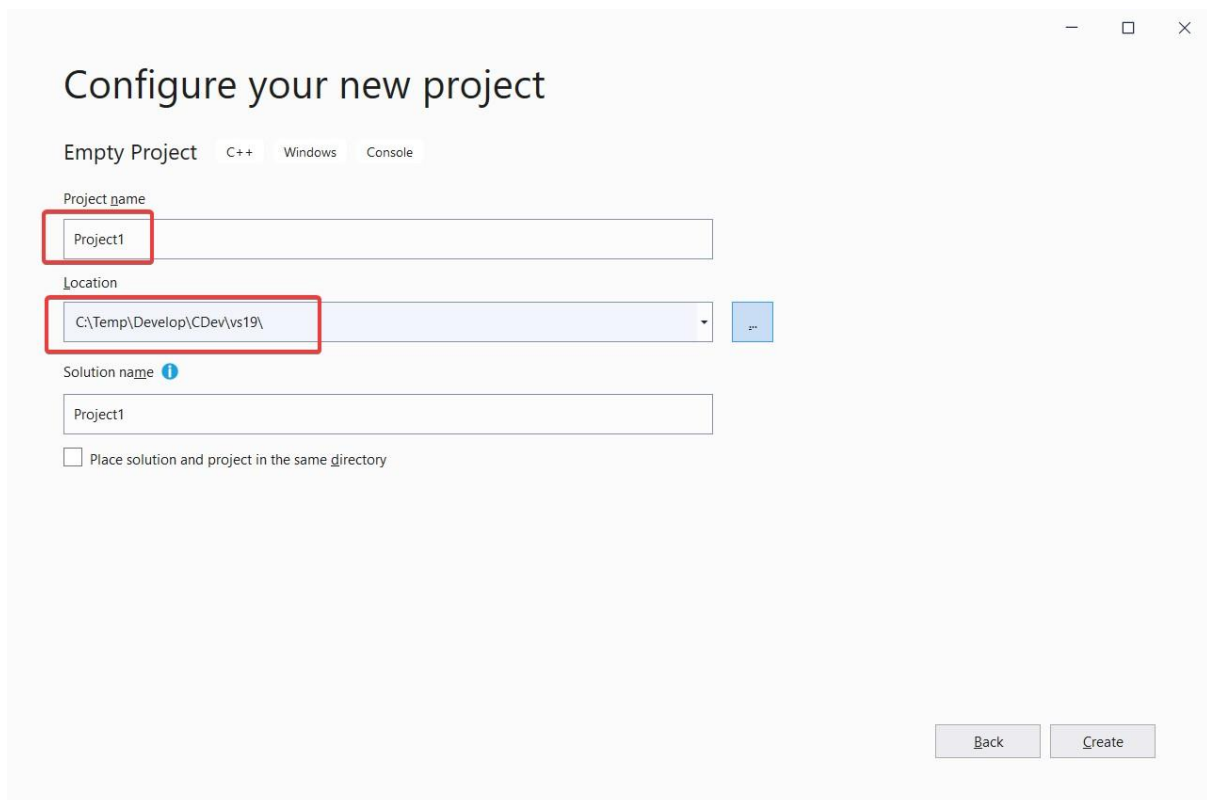 Configure your new project
Empty Project C++ Windows Console
Project name
Project1
Location
C:\Temp\Develop\CDev\vs19\
...
Solution name
Project1
Place solution and project in the same directory
Back Create